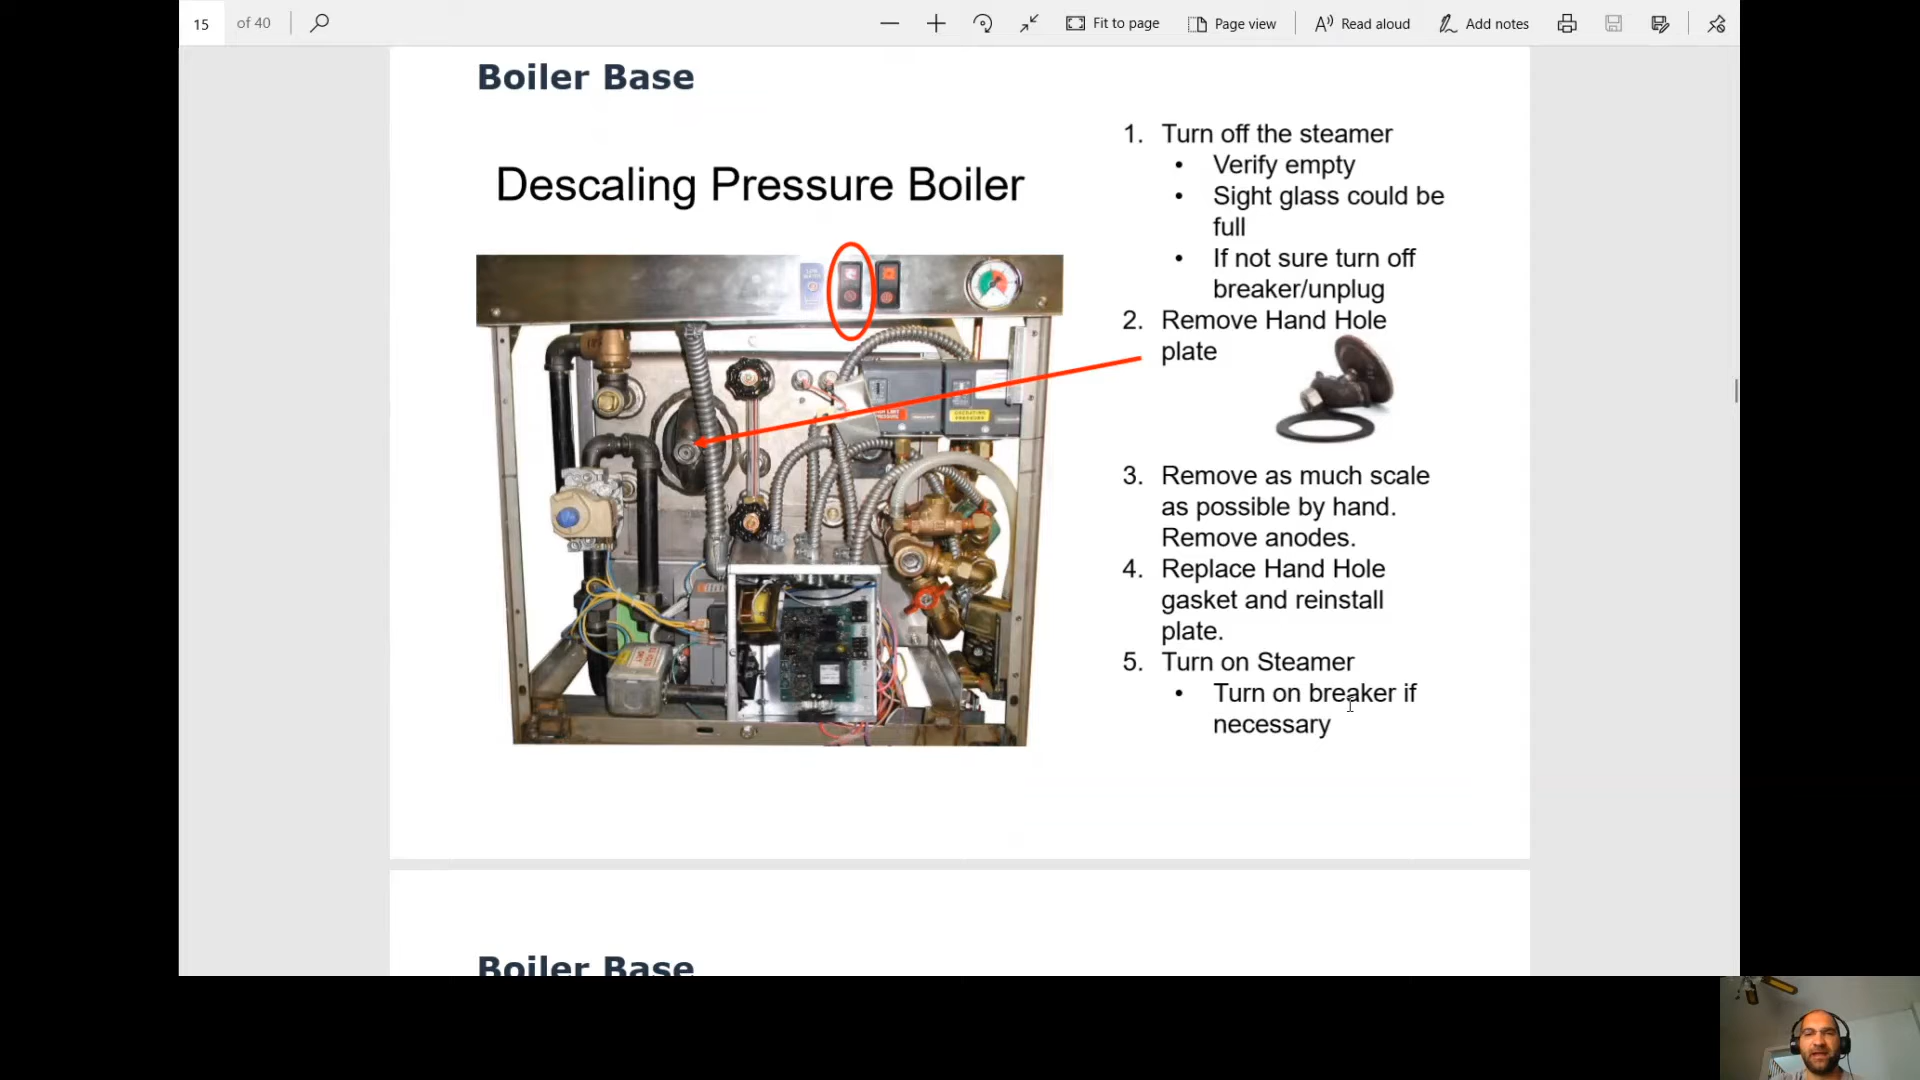 15 of 40 Fit to page Page view Read aloud Add notes
Boiler Base
Descaling Pressure Boiler
1. Turn off the steamer
• Verify empty
• Sight glass could be
full
• If not sure turn off
breaker/unplug
2. Remove Hand Hole
plate
3. Remove as much scale
as possible by hand.
Remove anodes.
4. Replace Hand Hole
gasket and reinstall
plate.
5. Turn on Steamer
• Turn on breaker if
necessary
Boiler Base